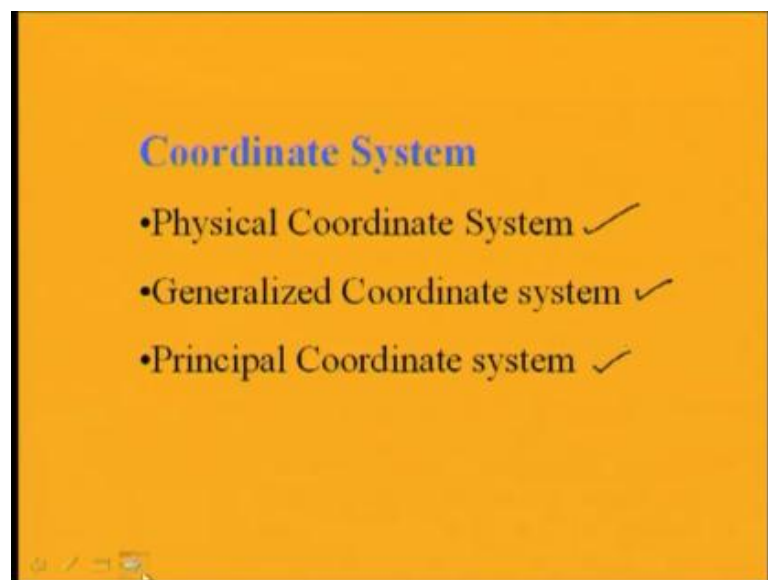 Coordinate System
•Physical Coordinate System
•Generalized Coordinate system
•Principal Coordinate system